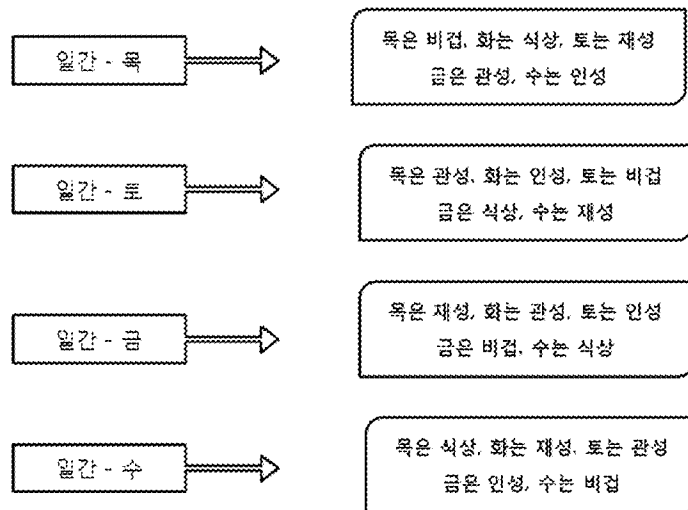 일간 - 목
목은 비겁, 화는 식상, 토는 재성
금은 관성, 수는 인성
일간 - 토
목은 관성, 화는 인성, 토는 비겁
금은 식상, 수는 재성
일간 - 금
목은 재성, 화는 관성, 토는 인성
금은 비겁, 수는 식상
일간 - 수
목은 식상, 화는 재성, 토는 관성
금은 인성, 수는 비겁